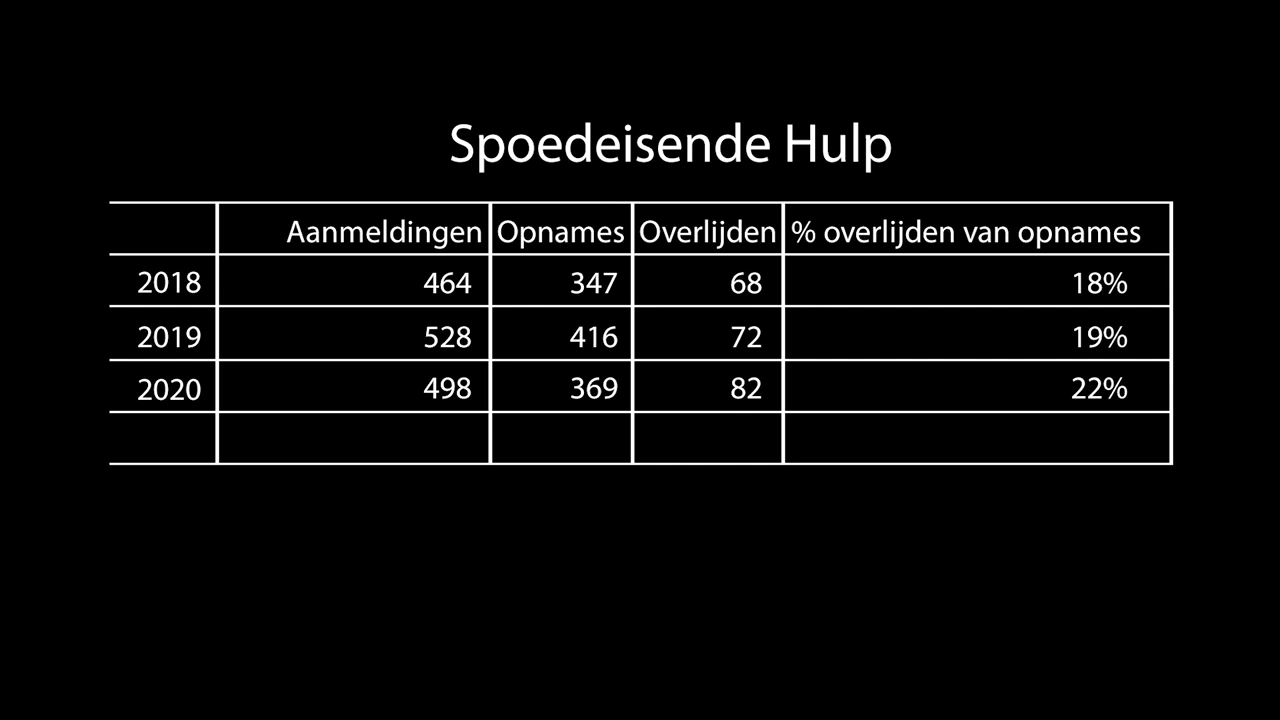 Spoedeisende Hulp
Aanmeldingen Opnames Overlijden % overlijden van opnames
2018 464 347 68 18%
2019 528 416 72 19%
2020 498 369 82 22%